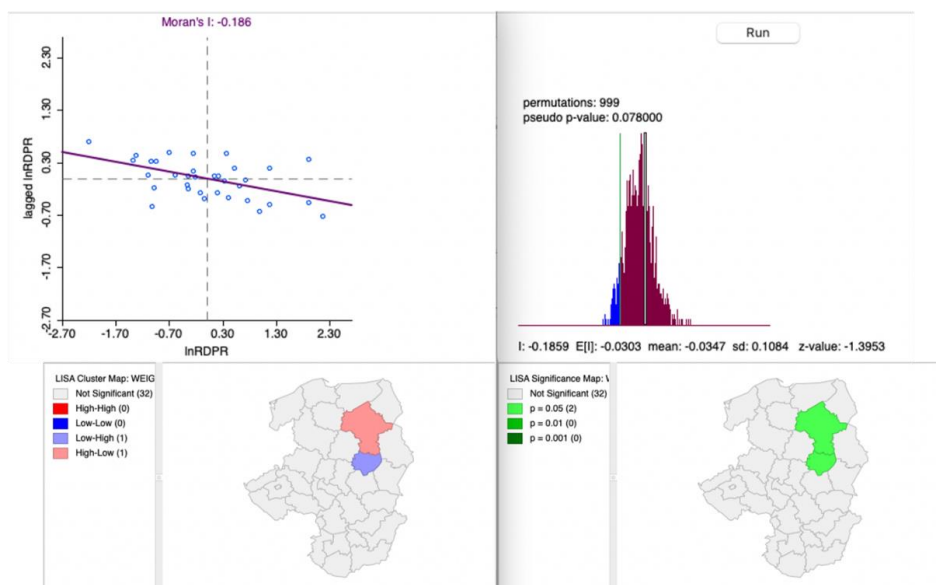 Moran's I: -0.186
2.30
1.30
0.30
-0.70
-1.70
-2.70
lagged lnRDPR
-2.70 -1.70 -0.70 0.30 1.30 2.30
lnRDPR
Run
permutations: 999
pseudo p-value: 0.078000
I: -0.1859 E[I]: -0.0303 mean: -0.0347 sd: 0.1084 z-value: -1.3953
LISA Cluster Map: WEIG
Not Significant (32)
High-High (0)
Low-Low (0)
Low-High (1)
High-Low (1)
LISA Significance Map: W
Not Significant (32)
p = 0.05 (2)
p = 0.01 (0)
p = 0.001 (0)